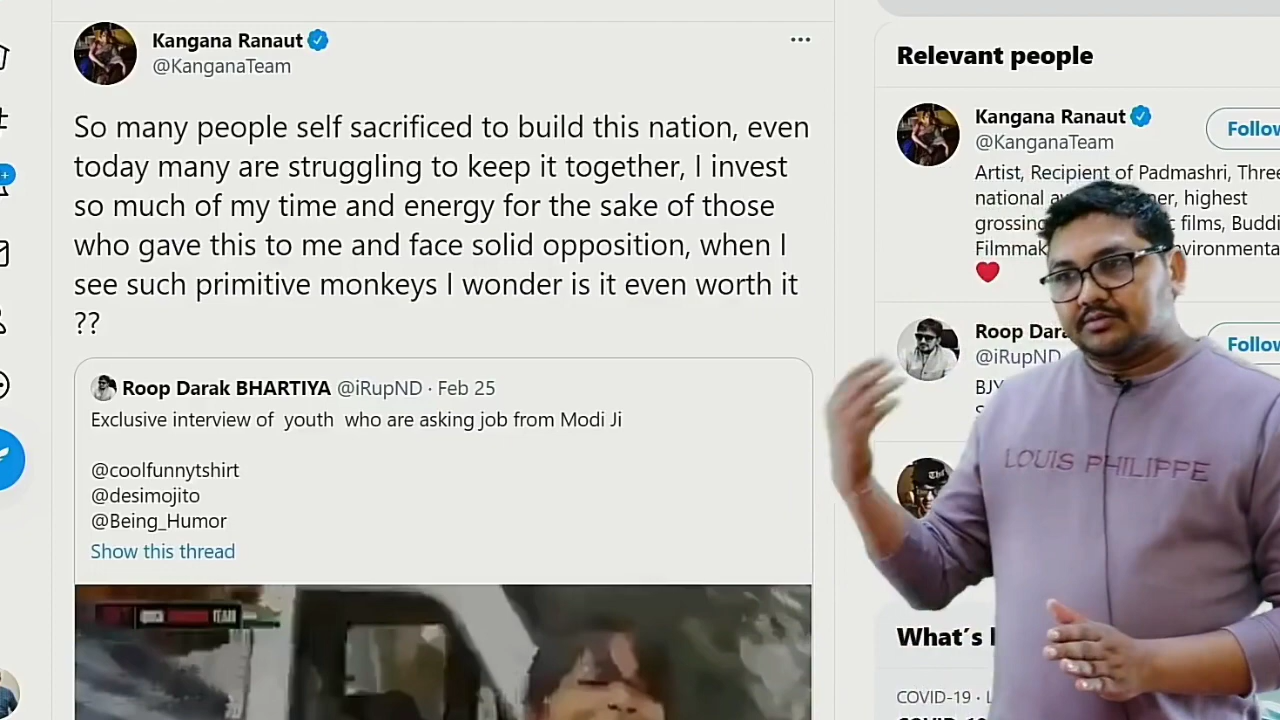 Kangana Ranaut
@KanganaTeam
So many people self sacrificed to build this nation, even
today many are struggling to keep it together, I invest
so much of my time and energy for the sake of those
who gave this to me and face solid opposition, when I
see such primitive monkeys I wonder is it even worth it
??
Roop Darak BHARTIYA @iRupND · Feb 25
Exclusive interview of youth who are asking job from Modi Ji
@coolfunnytshirt
@desimojito
@Being_Humor
Show this thread
TEAM
Relevant people
Kangana Ranaut
@KanganaTeam
Follow
Artist, Recipient of Padmashri, Three
national
highest
grossing films,
Roop
@iRupND
Follow
LOUIS PHILIPPE
What's
COVID-19 ·